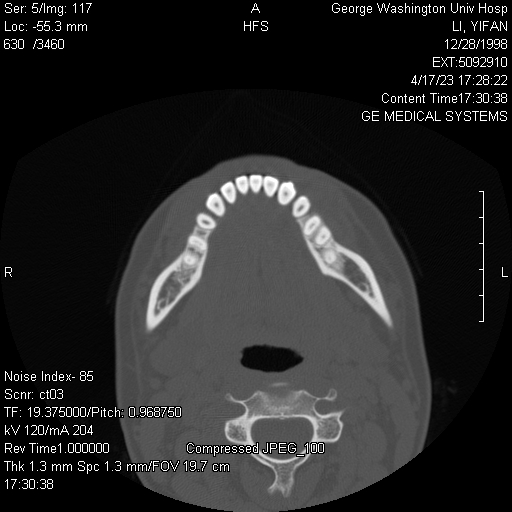 Ser: 5/Img: 117
Loc: -55.3 mm
630 /3460
A
HFS
George Washington Univ Hosp
LI, YIFAN
12/28/1998
EXT:5092910
4/17/23 17:28:22
Content Time17:30:38
GE MEDICAL SYSTEMS
R
L
Noise Index- 85
Scnr: ct03
TF: 19.375000/Pitch: 0.968750
kV 120/mA 204
Rev Time1.000000
Compressed JPEG_100
Thk 1.3 mm Spc 1.3 mm/FOV 19.7 cm
17:30:38